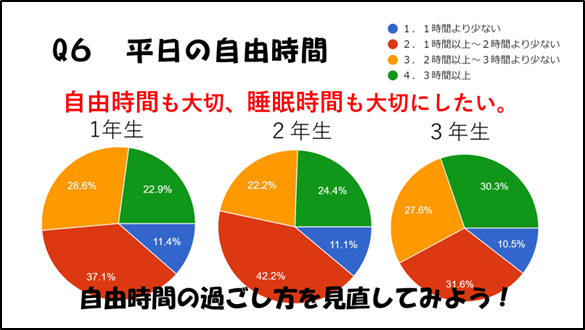 Q6　平日の自由時間
1．1時間より少ない
2．1時間以上～2時間より少ない
3．2時間以上～3時間より少ない
4．3時間以上
自由時間も大切、睡眠時間も大切にしたい。
1年生
28.6%
22.9%
11.4%
37.1%
２年生
22.2%
24.4%
11.1%
42.2%
３年生
27.6%
30.3%
10.5%
31.6%
自由時間の過ごし方を見直してみよう！